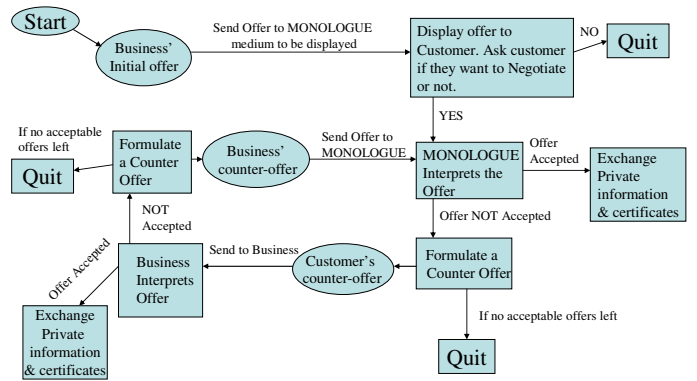 Start
Business'
Initial offer
Send Offer to MONOLOGUE
medium to be displayed
Display offer to
Customer. Ask customer
if they want to Negotiate
or not.
NO
Quit
YES
If no acceptable
offers left
Quit
Formulate
a Counter
Offer
Business'
counter-offer
Send Offer to
MONOLOGUE
MONOLOGUE
Interprets the
Offer
Offer
Accepted
Exchange
Private
information
& certificates
NOT
Accepted
Offer NOT Accepted
Offer Accepted
Business
Interprets
Offer
Send to Business
Customer's
counter-offer
Formulate a
Counter Offer
Exchange
Private
information
& certificates
If no acceptable offers left
Quit